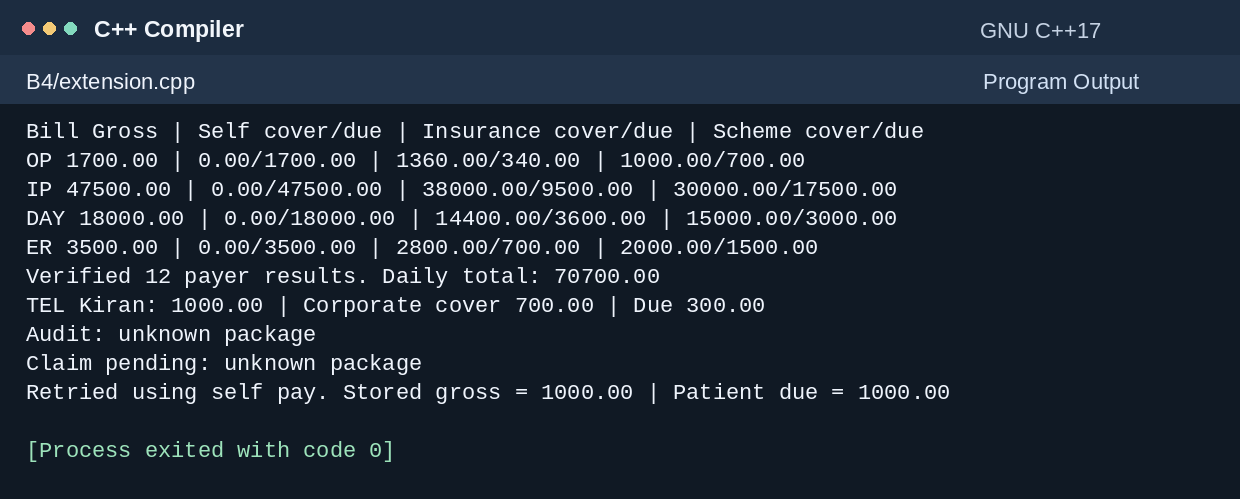 C++ Compiler
GNU C++17
B4/extension.cpp
Program Output
Bill Gross | Self cover/due | Insurance cover/due | Scheme cover/due
OP 1700.00 | 0.00/1700.00 | 1360.00/340.00 | 1000.00/700.00
IP 47500.00 | 0.00/47500.00 | 38000.00/9500.00 | 30000.00/17500.00
DAY 18000.00 | 0.00/18000.00 | 14400.00/3600.00 | 15000.00/3000.00
ER 3500.00 | 0.00/3500.00 | 2800.00/700.00 | 2000.00/1500.00
Verified 12 payer results. Daily total: 70700.00
TEL Kiran: 1000.00 | Corporate cover 700.00 | Due 300.00
Audit: unknown package
Claim pending: unknown package
Retried using self pay. Stored gross = 1000.00 | Patient due = 1000.00
[Process exited with code 0]